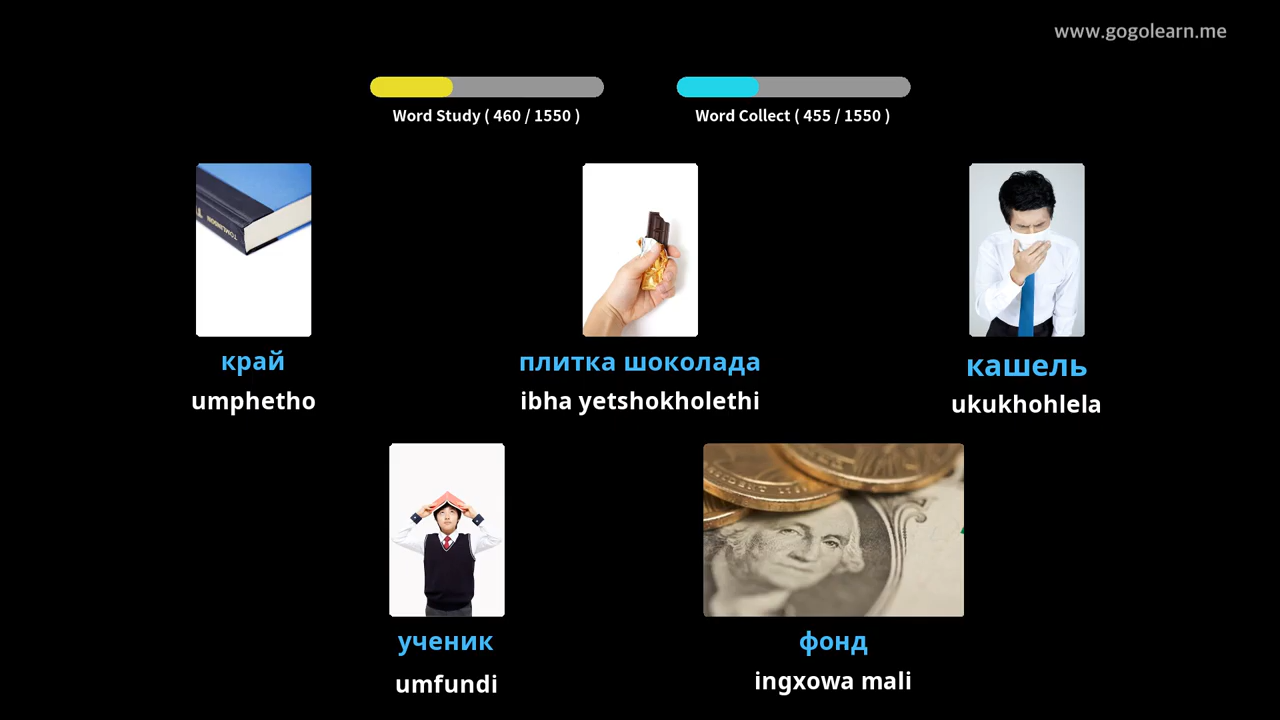 www.gogolearn.me
Word Study ( 460 / 1550 )
Word Collect ( 455 / 1550 )
TOMLINSON
край
umphetho
плитка шоколада
ibha yetshokholethi
кашель
ukukhohlela
ученик
umfundi
фонд
ingxowa mali